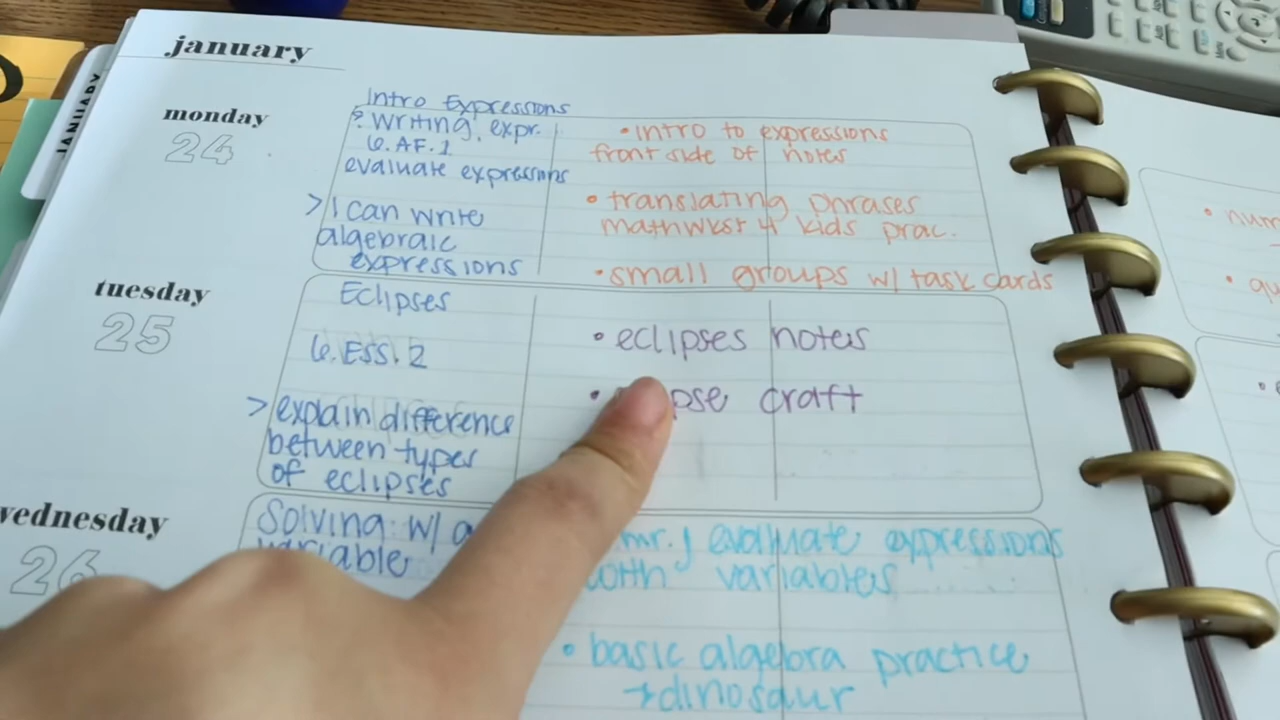 january
JANUARY
monday
24
Intro Expressions
? Writing expr.
6.AF.1
evaluate expressions
> I can write
algebraic
expressions
• intro to expressions
front side of notes
• translating phrases
mathwkst 4 kids prac.
• small groups w/ task cards
tuesday
25
Eclipses
6.ESS.2
> explain difference
between types
of eclipses
• eclipses notes
• craft
wednesday
26
Solving w/ a
variable
mr. j evaluate expressions
with variables
• basic algebra practice
→dinosaur
• num
•
•